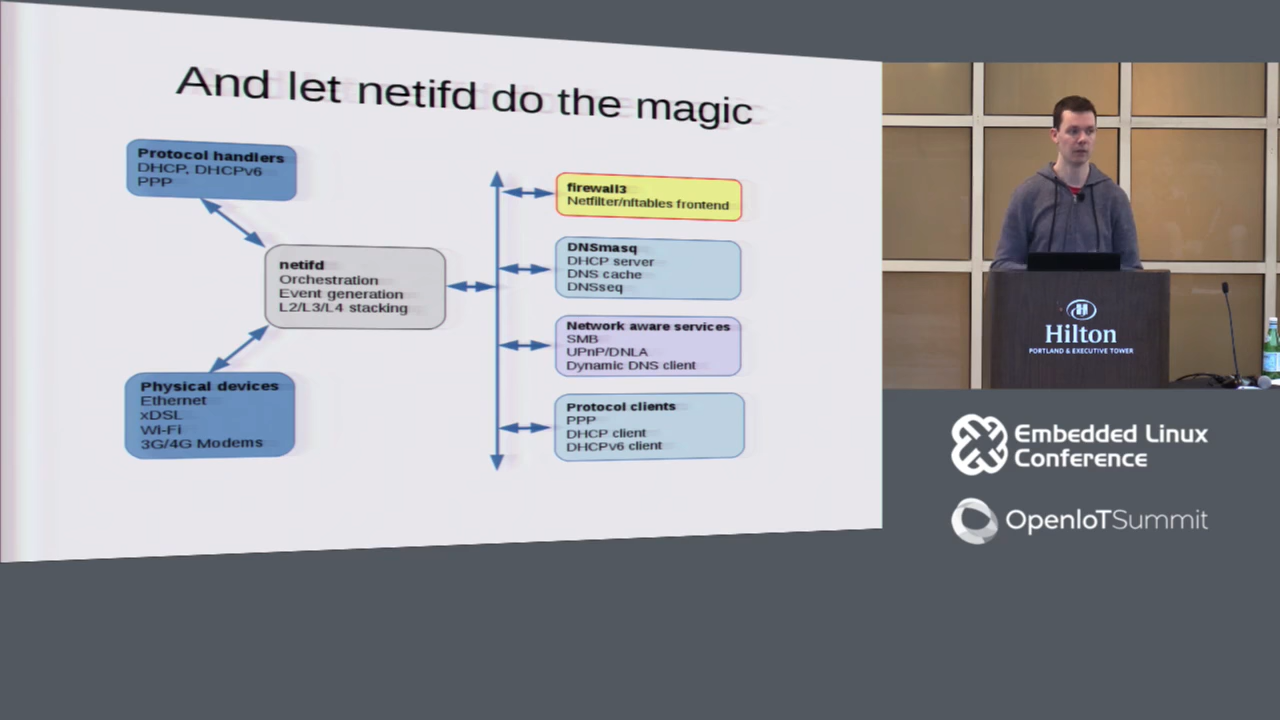 And let netifd do the magic
Protocol handlers
DHCP, DHCPv6
PPP
netifd
Orchestration
Event generation
L2/L3/L4 stacking
Physical devices
Ethernet
xDSL
Wi-Fi
3G/4G Modems
firewall3
Netfilter/nftables frontend
DNSmasq
DHCP server
DNS cache
DNSseq
Network aware services
SMB
UPnP/DNLA
Dynamic DNS client
Protocol clients
PPP
DHCP client
DHCPv6 client
H
Hilton
PORTLAND & EXECUTIVE TOWER
Embedded Linux
Conference
OpenIoTSummit